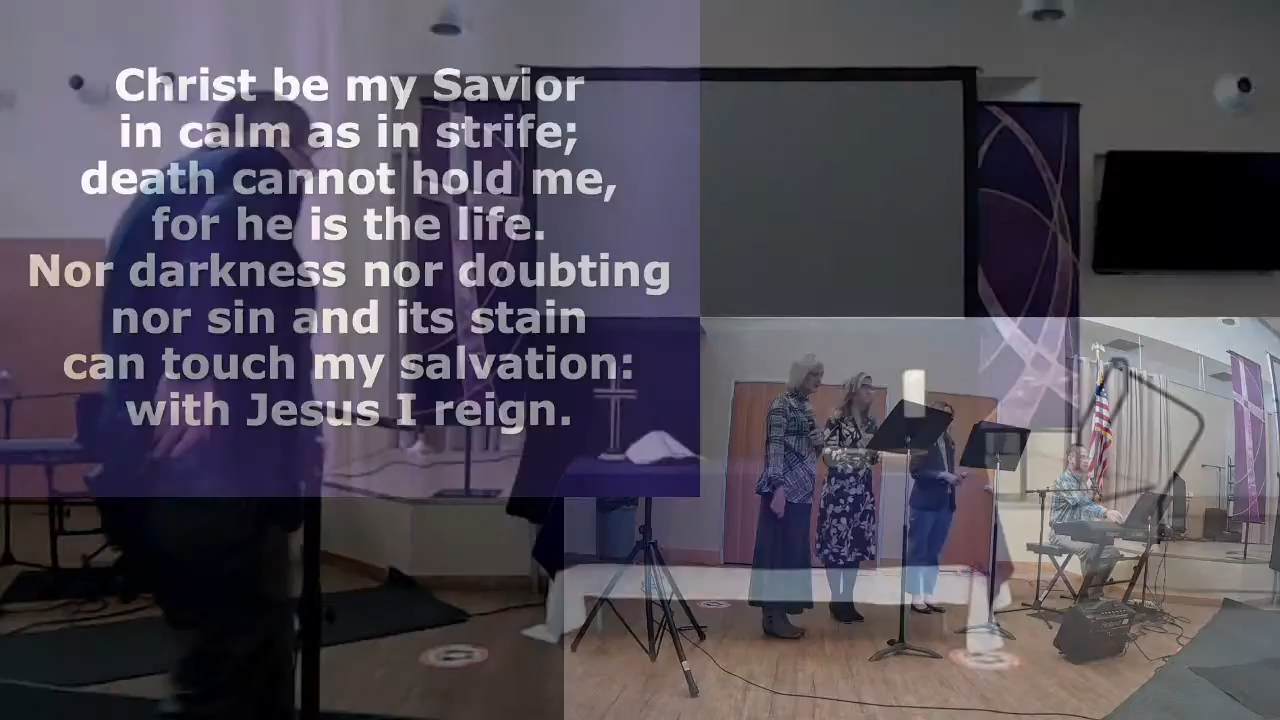 Christ be my Savior
in calm as in strife;
death cannot hold me,
for he is the life.
Nor darkness nor doubting
nor sin and its stain
can touch my salvation:
with Jesus I reign.